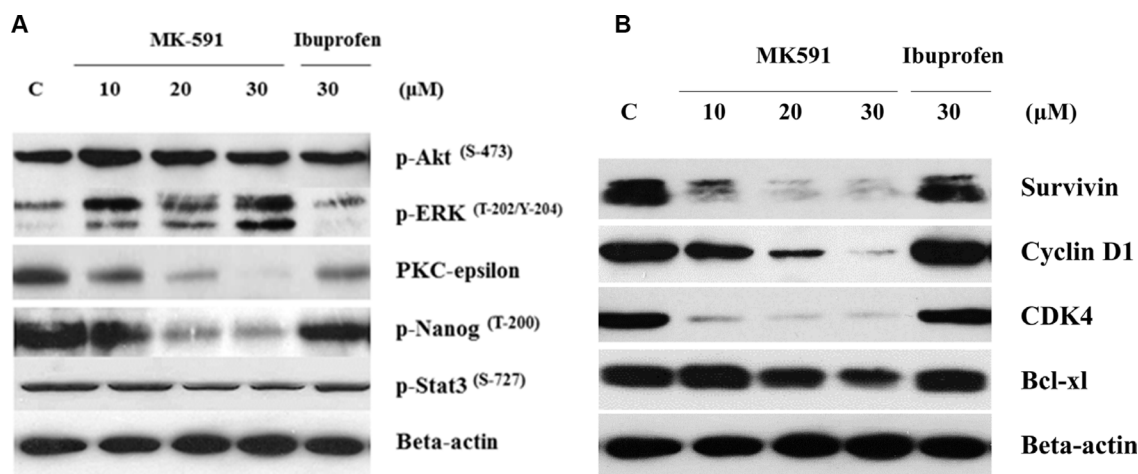 A
MK-591 Ibuprofen
C 10 20 30 30 (μM)
p-Akt (S-473)
p-ERK (T-202/Y-204)
PKC-epsilon
p-Nanog (T-200)
p-Stat3 (S-727)
Beta-actin
B
MK591 Ibuprofen
C 10 20 30 30 (μM)
Survivin
Cyclin D1
CDK4
Bcl-xl
Beta-actin